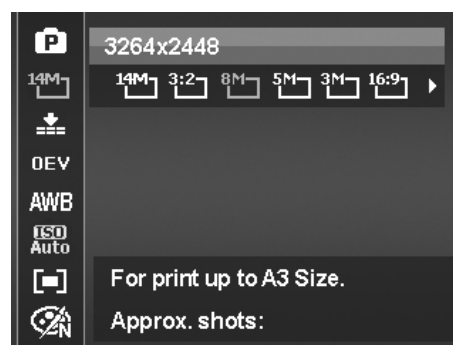 P
3264x2448
14M
14M 3:2 8M 5M 3M 16:9
0EV
AWB
ISO
Auto
For print up to A3 Size.
N
Approx. shots: